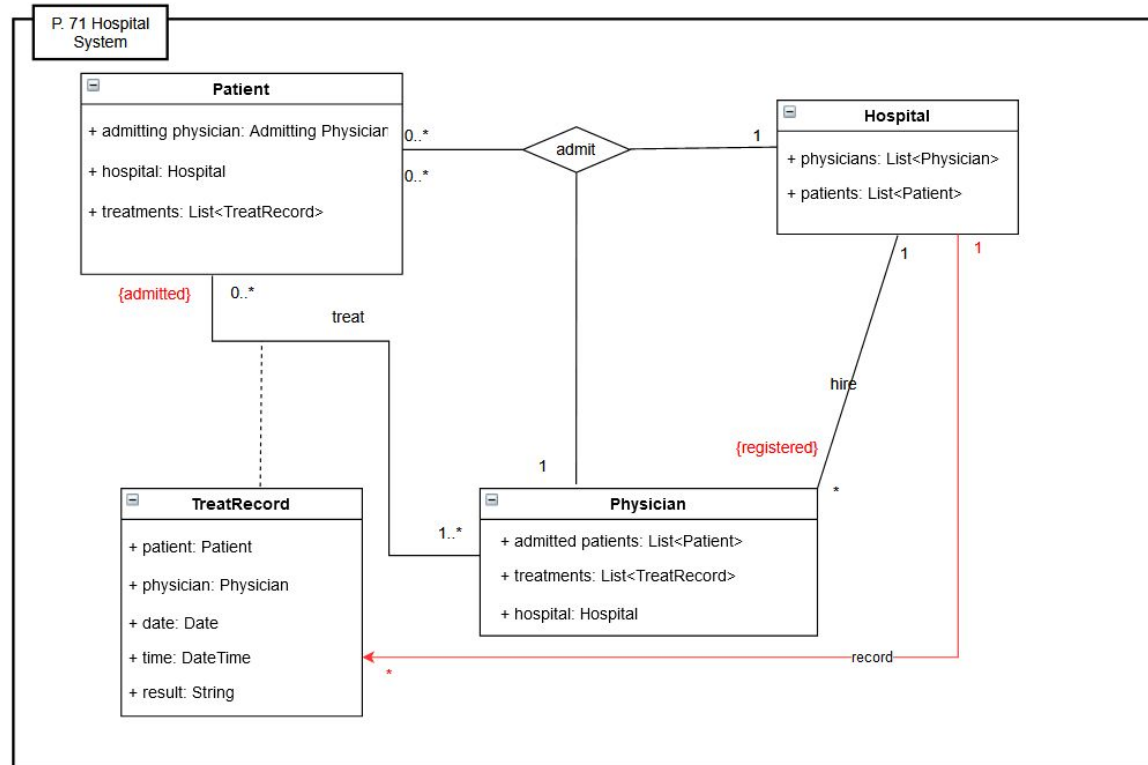 P. 71 Hospital
System
Patient
+ admitting physician: Admitting Physician
+ hospital: Hospital
+ treatments: List<TreatRecord>
0..*
0..*
admit
1
Hospital
+ physicians: List<Physician>
+ patients: List<Patient>
1
1
{admitted}
0..*
treat
hire
{registered}
*
1
1..*
TreatRecord
+ patient: Patient
+ physician: Physician
+ date: Date
+ time: DateTime
+ result: String
Physician
+ admitted patients: List<Patient>
+ treatments: List<TreatRecord>
+ hospital: Hospital
record
*